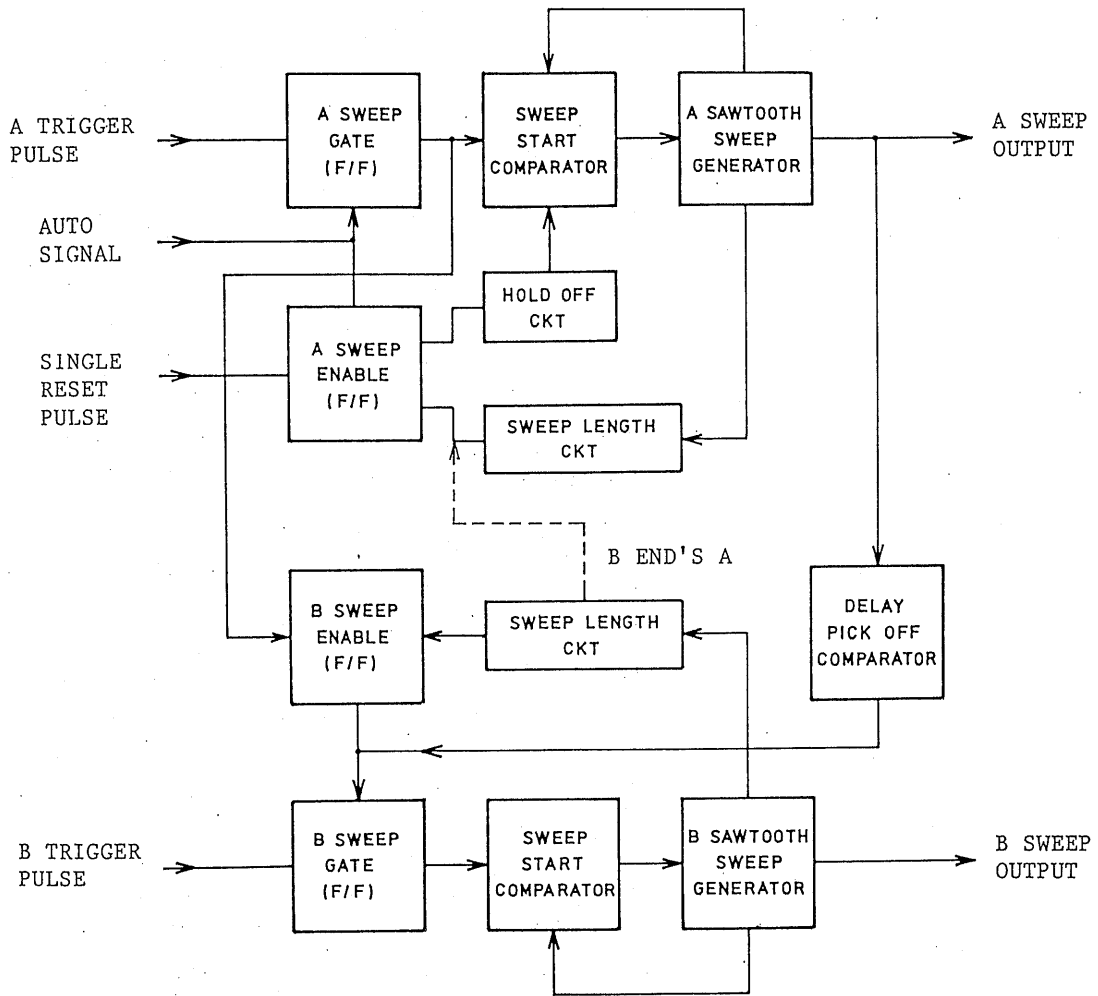 A TRIGGER
PULSE
A SWEEP
GATE
(F/F)
SWEEP
START
COMPARATOR
A SAWTOOTH
SWEEP
GENERATOR
A SWEEP
OUTPUT
AUTO
SIGNAL
HOLD OFF
CKT
SINGLE
RESET
PULSE
A SWEEP
ENABLE
(F/F)
SWEEP LENGTH
CKT
B END'S A
B SWEEP
ENABLE
(F/F)
SWEEP LENGTH
CKT
DELAY
PICK OFF
COMPARATOR
B TRIGGER
PULSE
B SWEEP
GATE
(F/F)
SWEEP
START
COMPARATOR
B SAWTOOTH
SWEEP
GENERATOR
B SWEEP
OUTPUT